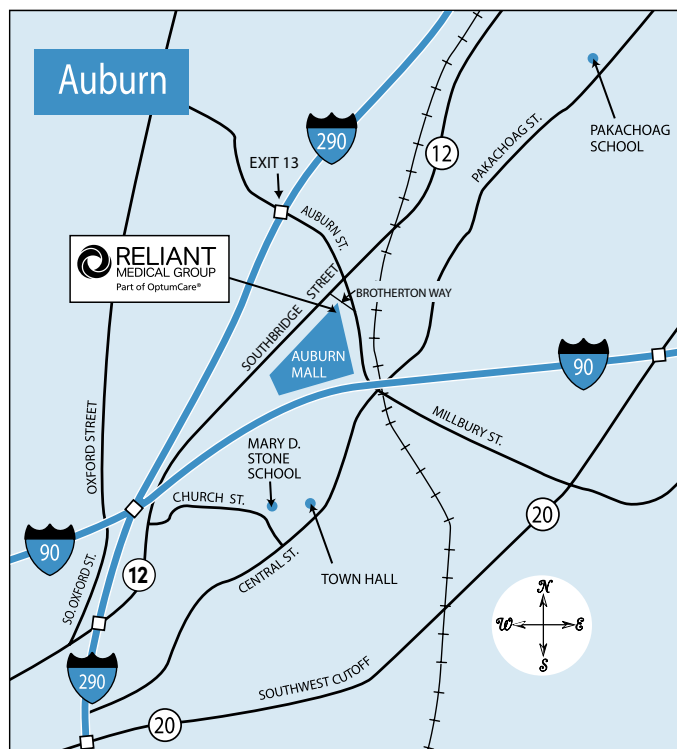 Auburn
290
12
PAKACHOAG ST.
PAKACHOAG
SCHOOL
EXIT 13
AUBURN ST.
RELIANT
MEDICAL GROUP
Part of OptumCare®
SOUTHBRIDGE STREET
BROTHERTON WAY
AUBURN
MALL
90
MILLBURY ST.
OXFORD STREET
MARY D.
STONE
SCHOOL
CHURCH ST.
20
90
SO. OXFORD ST.
12
CENTRAL ST.
TOWN HALL
N
W
E
S
290
SOUTHWEST CUTOFF
20